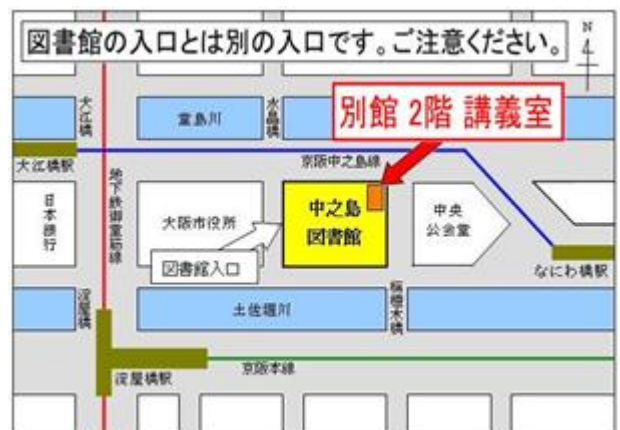 図書館の入口とは別の入口です。ご注意ください。
N
別館 2階 講義室
大江橋
堂島川
水晶橋
大江橋駅
京阪中之島線
地下鉄御堂筋線
日本銀行
大阪市役所
中之島
図書館
中央
公会堂
図書館入口
なにわ橋駅
淀屋橋
土佐堀川
栴檀木橋
京阪本線
淀屋橋駅